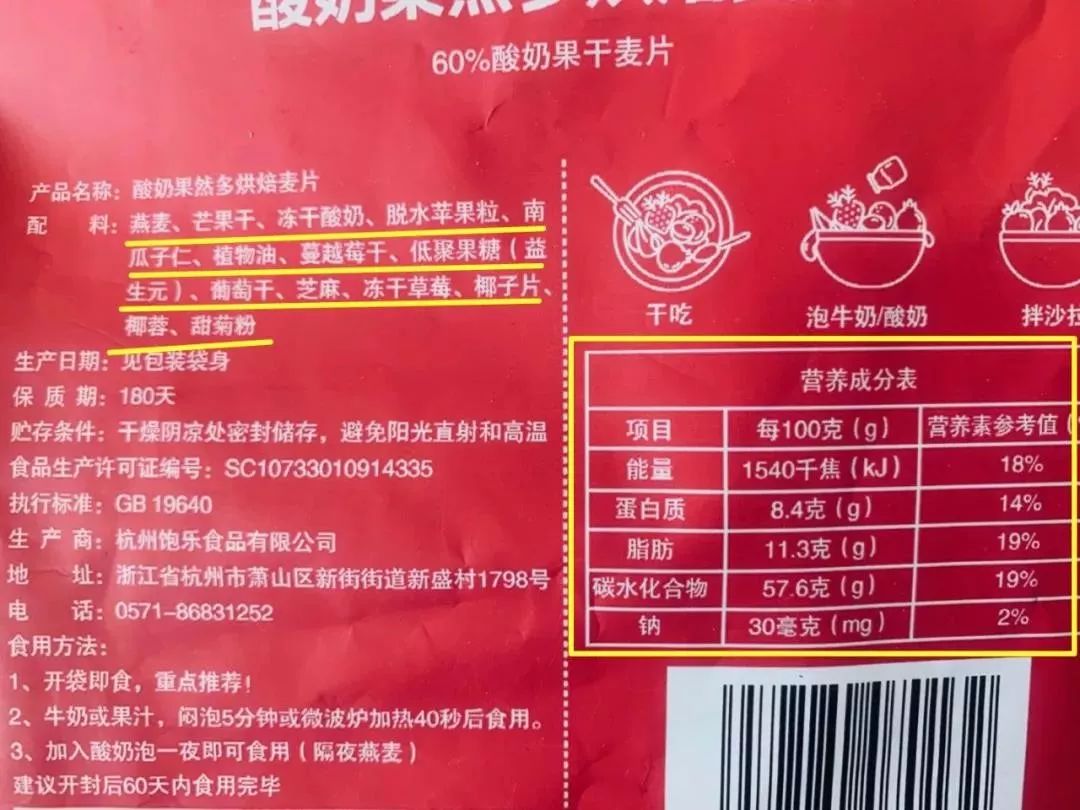 60%酸奶果干麦片
产品名称：酸奶果然多烘焙麦片
配 料：燕麦、芒果干、冻干酸奶、脱水苹果粒、南
瓜子仁、植物油、蔓越莓干、低聚果糖（益
生元）、葡萄干、芝麻、冻干草莓、椰子片、
椰蓉、甜菊粉
生产日期：见包装袋身
保 质 期：180天
贮存条件：干燥阴凉处密封储存，避免阳光直射和高温
食品生产许可证编号：SC10733010914335
执行标准：GB 19640
生 产 商：杭州饱乐食品有限公司
地 址：浙江省杭州市萧山区新街街道新盛村1798号
电 话：0571-86831252
食用方法：
1、开袋即食，重点推荐！
2、牛奶或果汁，闷泡5分钟或微波炉加热40秒后食用。
3、加入酸奶泡一夜即可食用（隔夜燕麦）
建议开封后60天内食用完毕
干吃 泡牛奶/酸奶 拌沙拉
营养成分表
项目 每100克（g） 营养素参考值（
能量 1540千焦（kJ） 18%
蛋白质 8.4克（g） 14%
脂肪 11.3克（g） 19%
碳水化合物 57.6克（g） 19%
钠 30毫克（mg） 2%